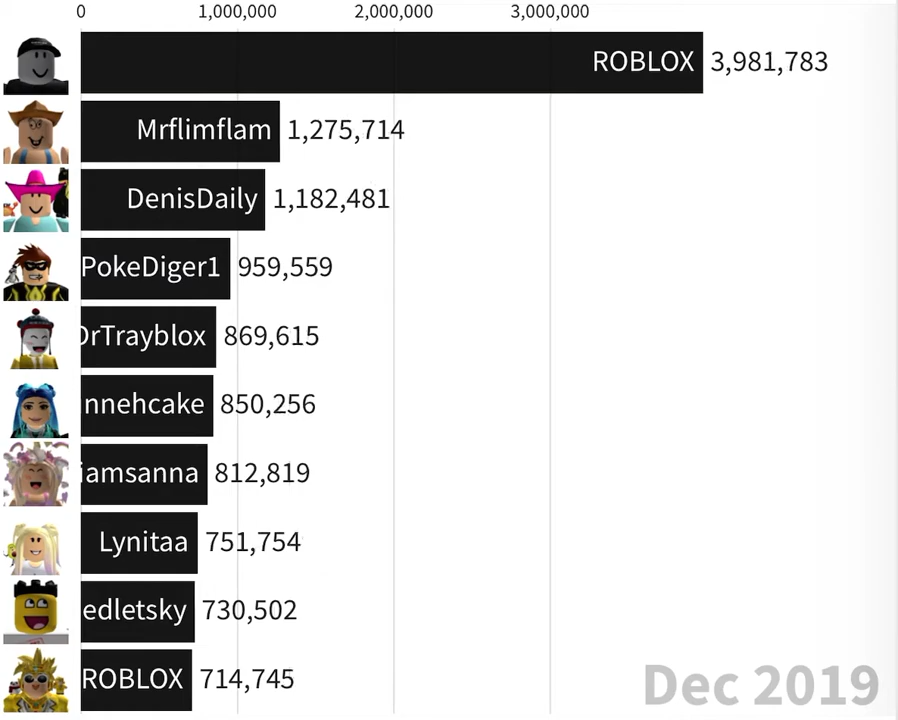 0 1,000,000 2,000,000 3,000,000
ROBLOX 3,981,783
Mrflimflam 1,275,714
DenisDaily 1,182,481
PokeDiger1 959,559
DrTrayblox 869,615
nnehcake 850,256
iamsanna 812,819
Lynitaa 751,754
edletsky 730,502
ROBLOX 714,745
Dec 2019